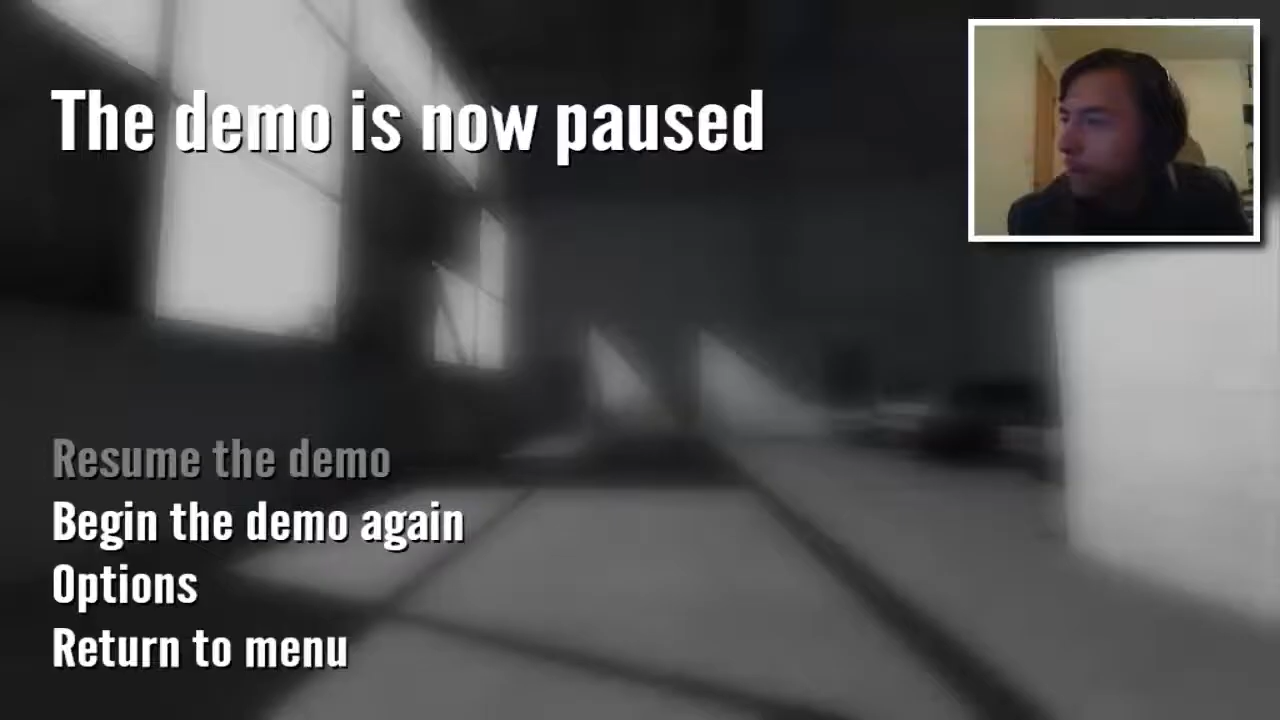 The demo is now paused
Resume the demo
Begin the demo again
Options
Return to menu